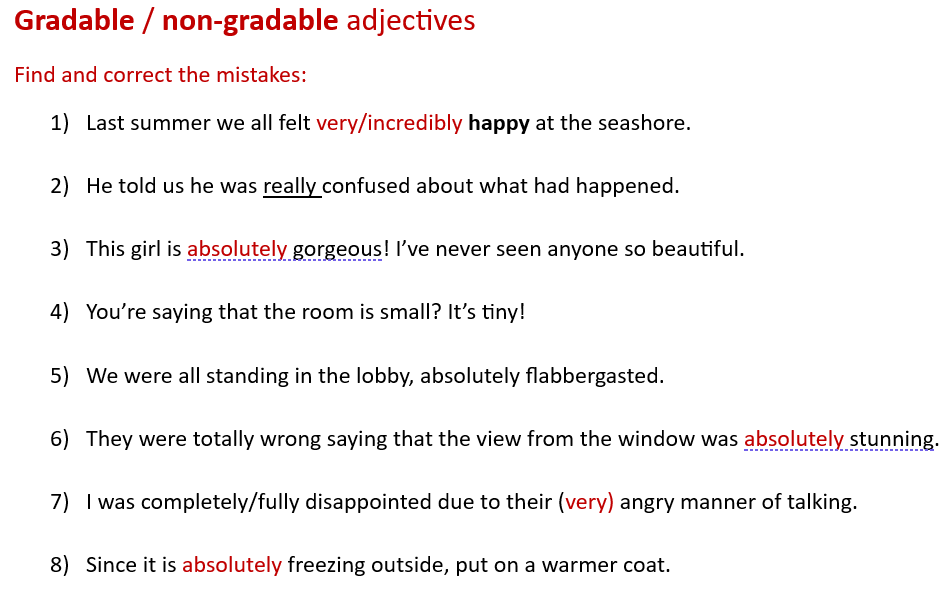 Gradable / non-gradable adjectives
Find and correct the mistakes:
1) Last summer we all felt very/incredibly happy at the seashore.
2) He told us he was really confused about what had happened.
3) This girl is absolutely gorgeous! I’ve never seen anyone so beautiful.
4) You’re saying that the room is small? It’s tiny!
5) We were all standing in the lobby, absolutely flabbergasted.
6) They were totally wrong saying that the view from the window was absolutely stunning.
7) I was completely/fully disappointed due to their (very) angry manner of talking.
8) Since it is absolutely freezing outside, put on a warmer coat.